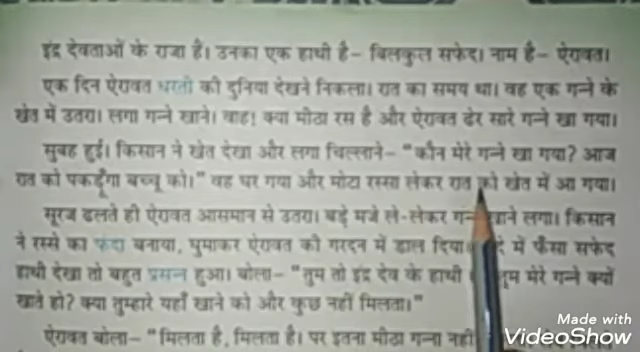 इंद्र देवताओं के राजा है। उनका एक हाथी है– बिलकुल सफेद। नाम है– ऐरावत।
एक दिन ऐरावत धरती की दुनिया देखने निकला। रात का समय था। वह एक गन्ने के
खेत में उतरा। लगा गन्ने खाने। वाह! क्या मीठा रस है और ऐरावत ढेर सारे गन्ने खा गया।
सुबह हुई। किसान ने खेत देखा और लगा चिल्लाने– "कौन मेरे गन्ने खा गया? आज
रात को पकड़ूँगा बच्चू को।" वह घर गया और मोटा रस्सा लेकर रात को खेत में आ गया।
सूरज ढलते ही ऐरावत आसमान से उतरा। बड़े मजे ले-लेकर खाने लगा। किसान
ने रस्से का फंदा बनाया, घुमाकर ऐरावत की गरदन में डाल दिया। में फँसा सफेद
हाथी देखा तो बहुत प्रसन्न हुआ। बोला– "तुम तो इंद्र देव के हाथी तुम मेरे गन्ने क्यों
खाते हो? क्या तुम्हारे यहाँ खाने को और कुछ नहीं मिलता।"
ऐरावत बोला– "मिलता है, मिलता है। पर इतना मीठा गन्ना नहीं
Made with
VideoShow